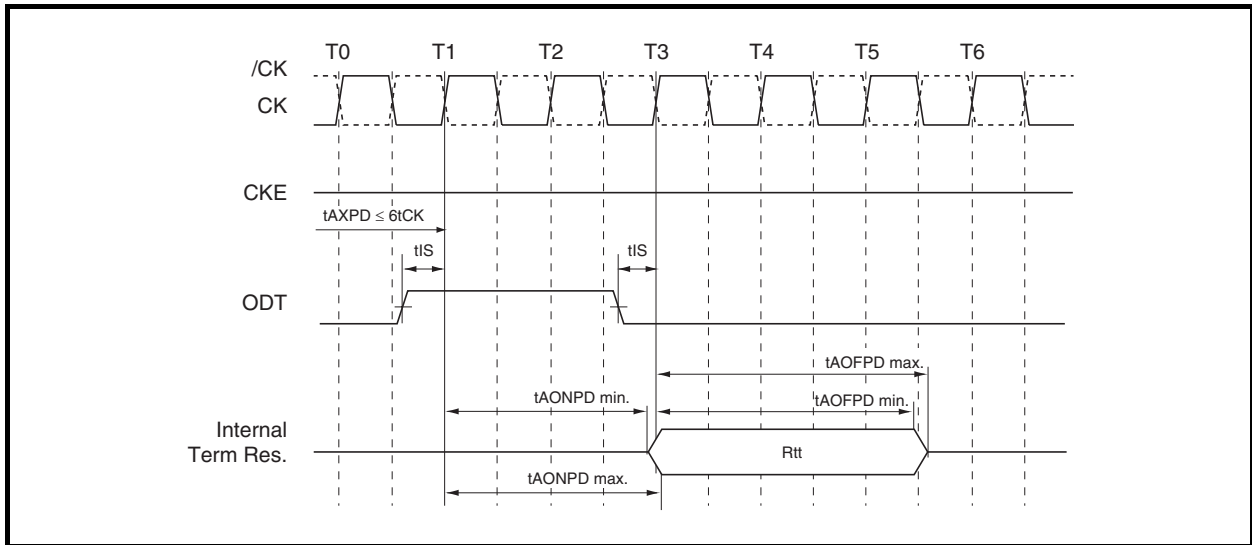 T0 T1 T2 T3 T4 T5 T6
/CK
CK
CKE
tAXPD ≤ 6tCK
tIS tIS
ODT
tAOFPD max.
tAONPD min. tAOFPD min.
Internal
Term Res.
Rtt
tAONPD max.